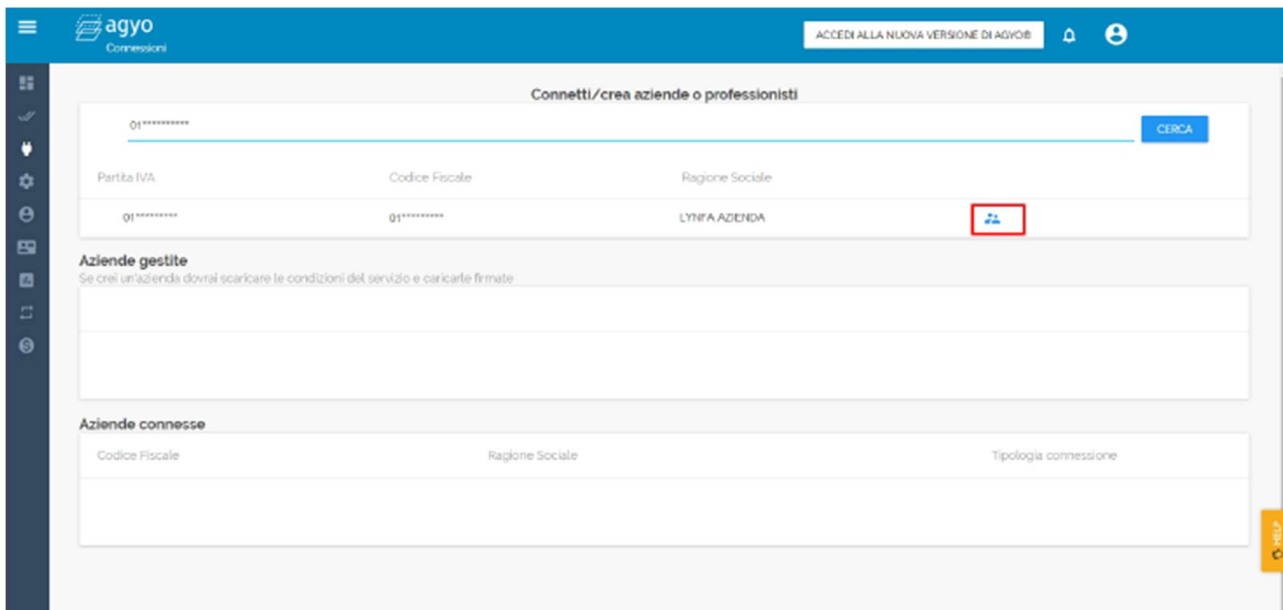 agyo
Connessioni
ACCEDI ALLA NUOVA VERSIONE DI AGYO®
Connetti/crea aziende o professionisti
01**********
CERCA
Partita IVA Codice Fiscale Ragione Sociale
01********* 01********* LYNFA AZIENDA
Aziende gestite
Se crei un'azienda dovrai scaricare le condizioni del servizio e caricarle firmate
Aziende connesse
Codice Fiscale Ragione Sociale Tipologia connessione
HELP